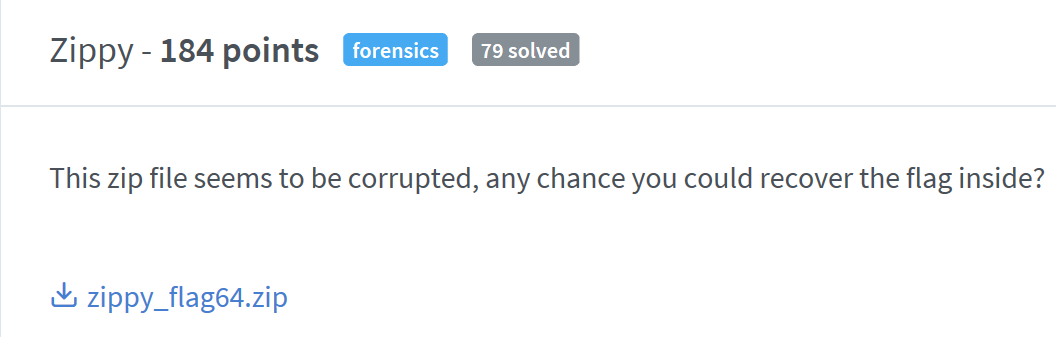 Zippy - 184 points forensics 79 solved
This zip file seems to be corrupted, any chance you could recover the flag inside?
zippy_flag64.zip